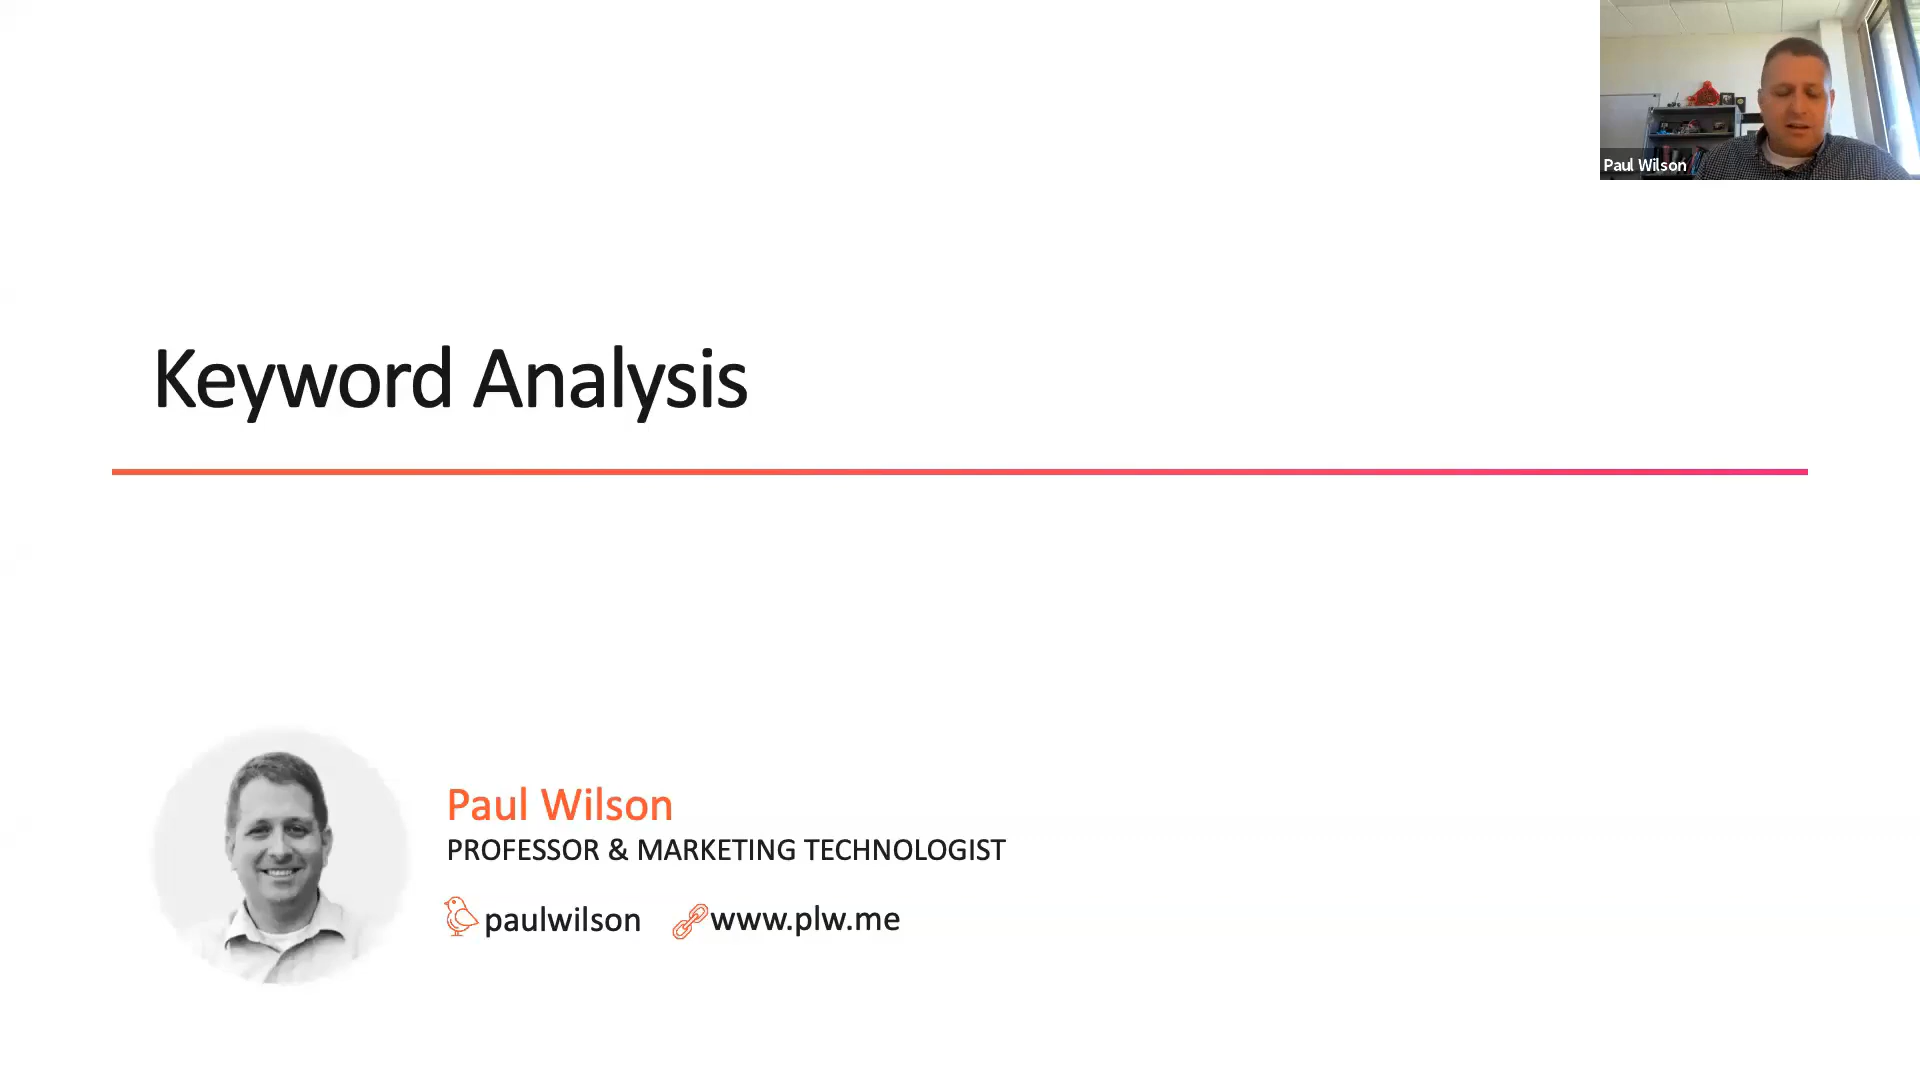 Paul Wilson
Keyword Analysis
Paul Wilson
PROFESSOR & MARKETING TECHNOLOGIST
paulwilson www.plw.me